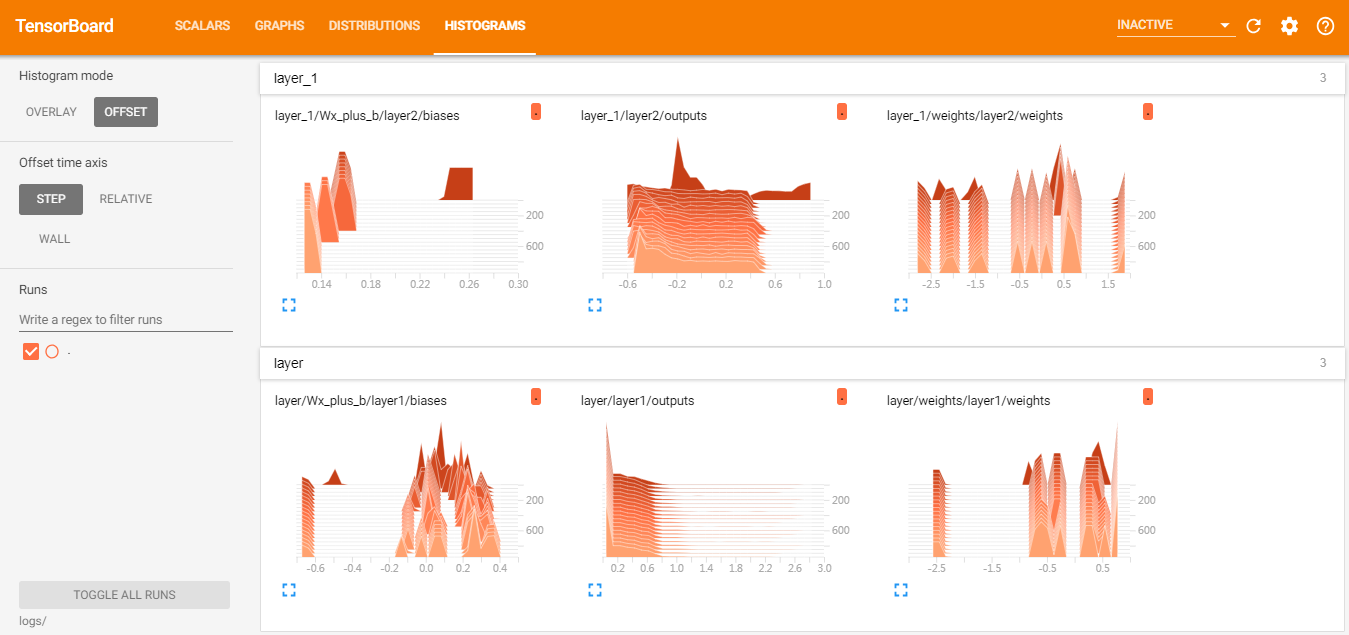 TensorBoard SCALARS GRAPHS DISTRIBUTIONS HISTOGRAMS INACTIVE
Histogram mode
OVERLAY OFFSET
Offset time axis
STEP RELATIVE
WALL
Runs
Write a regex to filter runs
.
TOGGLE ALL RUNS
logs/
layer_1 3
layer_1/Wx_plus_b/layer2/biases .
200
600
0.14 0.18 0.22 0.26 0.30
layer_1/layer2/outputs .
200
600
-0.6 -0.2 0.2 0.6 1.0
layer_1/weights/layer2/weights .
200
600
-2.5 -1.5 -0.5 0.5 1.5
layer 3
layer/Wx_plus_b/layer1/biases .
200
600
-0.6 -0.4 -0.2 0.0 0.2 0.4
layer/layer1/outputs .
200
600
0.2 0.6 1.0 1.4 1.8 2.2 2.6 3.0
layer/weights/layer1/weights .
200
600
-2.5 -1.5 -0.5 0.5